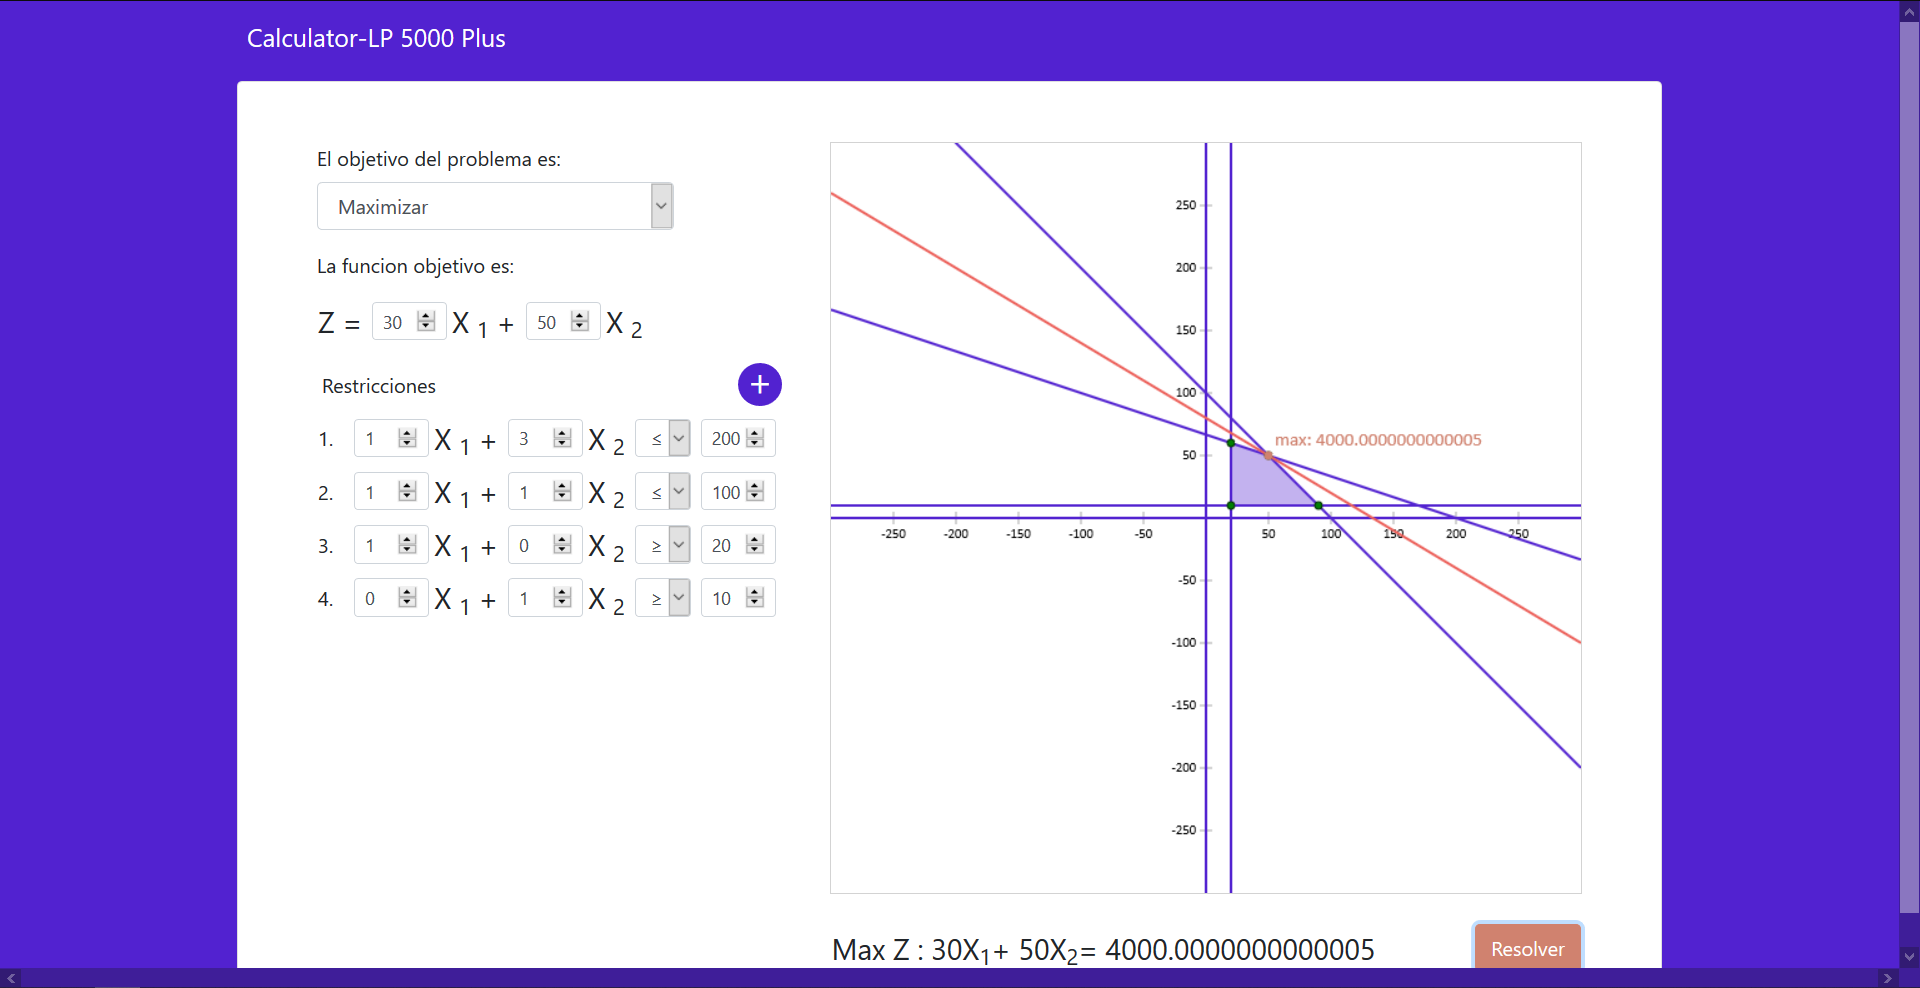 Calculator-LP 5000 Plus
El objetivo del problema es:
Maximizar
La funcion objetivo es:
Z = 30 X 1 + 50 X 2
Restricciones +
1. 1 X 1 + 3 X 2 ≤ 200
2. 1 X 1 + 1 X 2 ≤ 100
3. 1 X 1 + 0 X 2 ≥ 20
4. 0 X 1 + 1 X 2 ≥ 10
250
200
150
100
max: 4000.0000000000005
50
-250 -200 -150 -100 -50 50 100 150 200 250
-50
-100
-150
-200
-250
Max Z : 30X1+ 50X2= 4000.0000000000005
Resolver